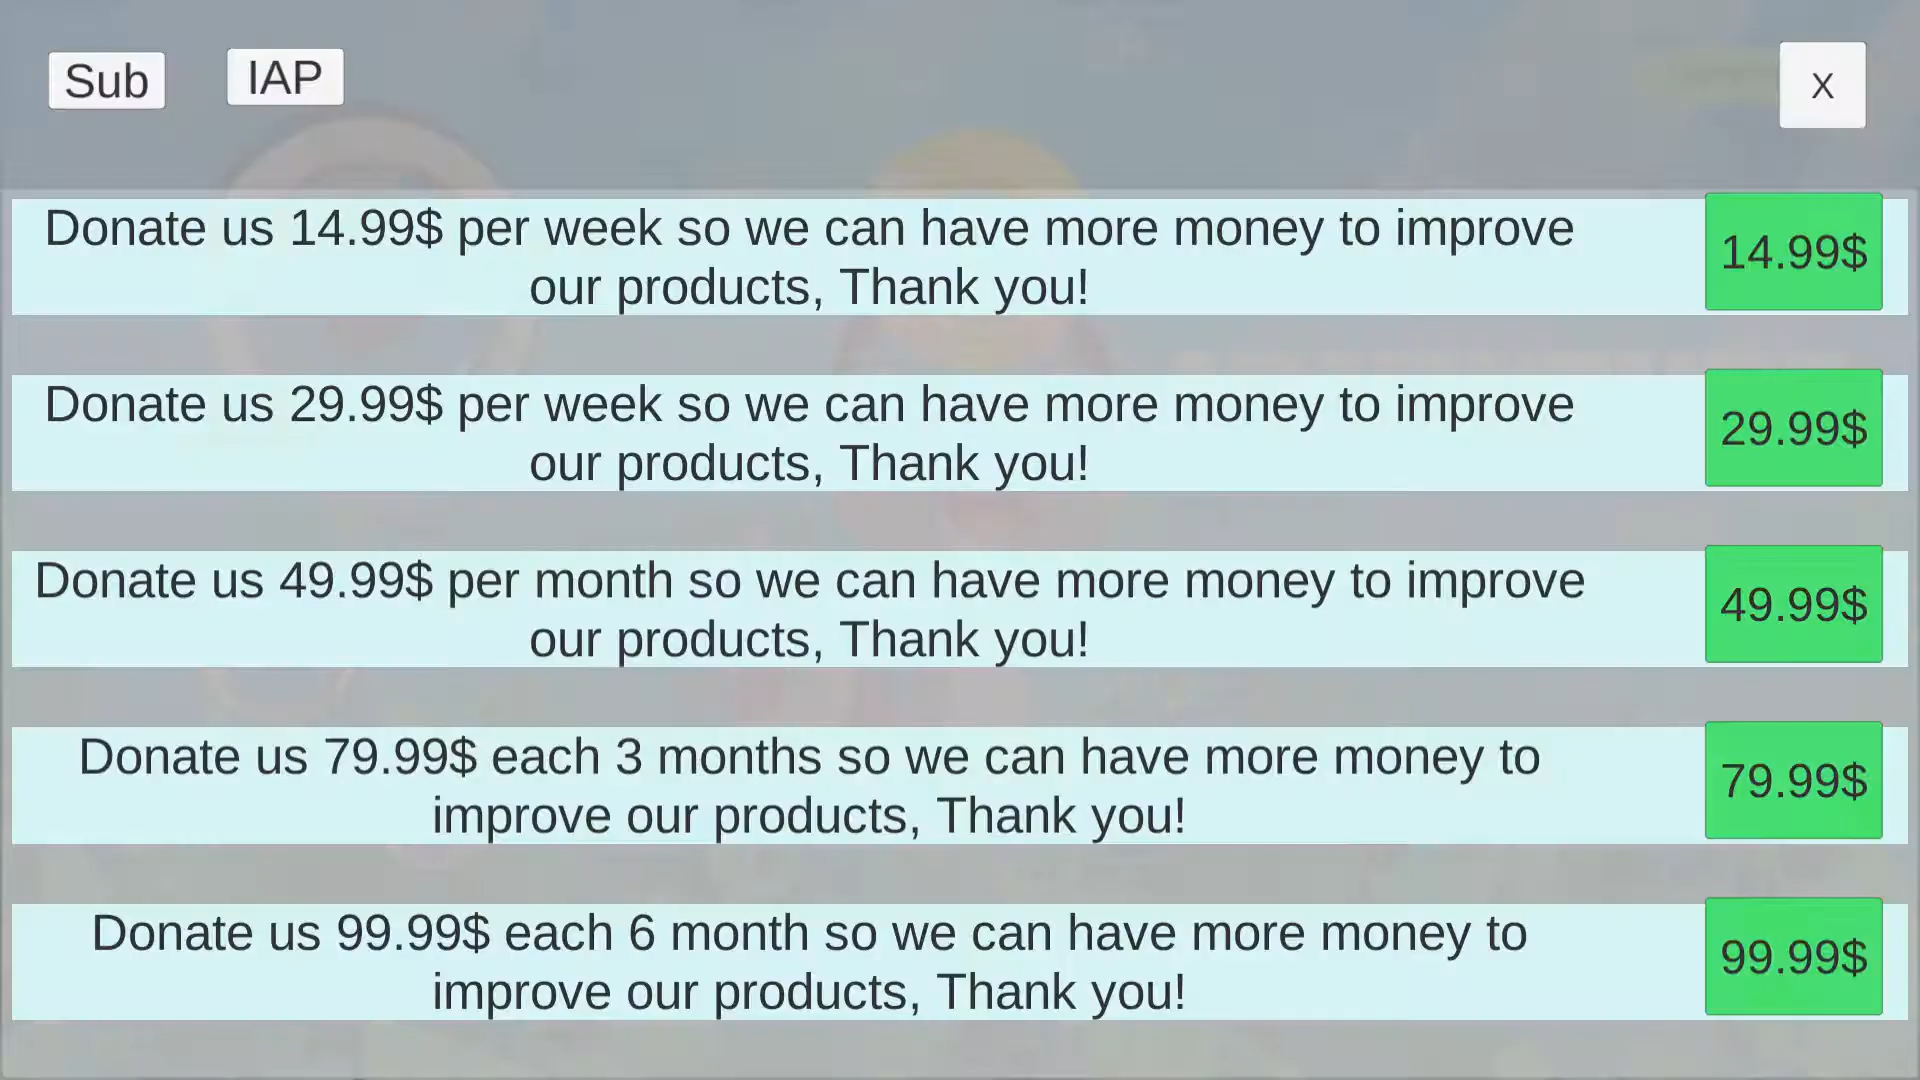 Sub
IAP
X
Donate us 14.99$ per week so we can have more money to improve
our products, Thank you!
14.99$
Donate us 29.99$ per week so we can have more money to improve
our products, Thank you!
29.99$
Donate us 49.99$ per month so we can have more money to improve
our products, Thank you!
49.99$
Donate us 79.99$ each 3 months so we can have more money to
improve our products, Thank you!
79.99$
Donate us 99.99$ each 6 month so we can have more money to
improve our products, Thank you!
99.99$